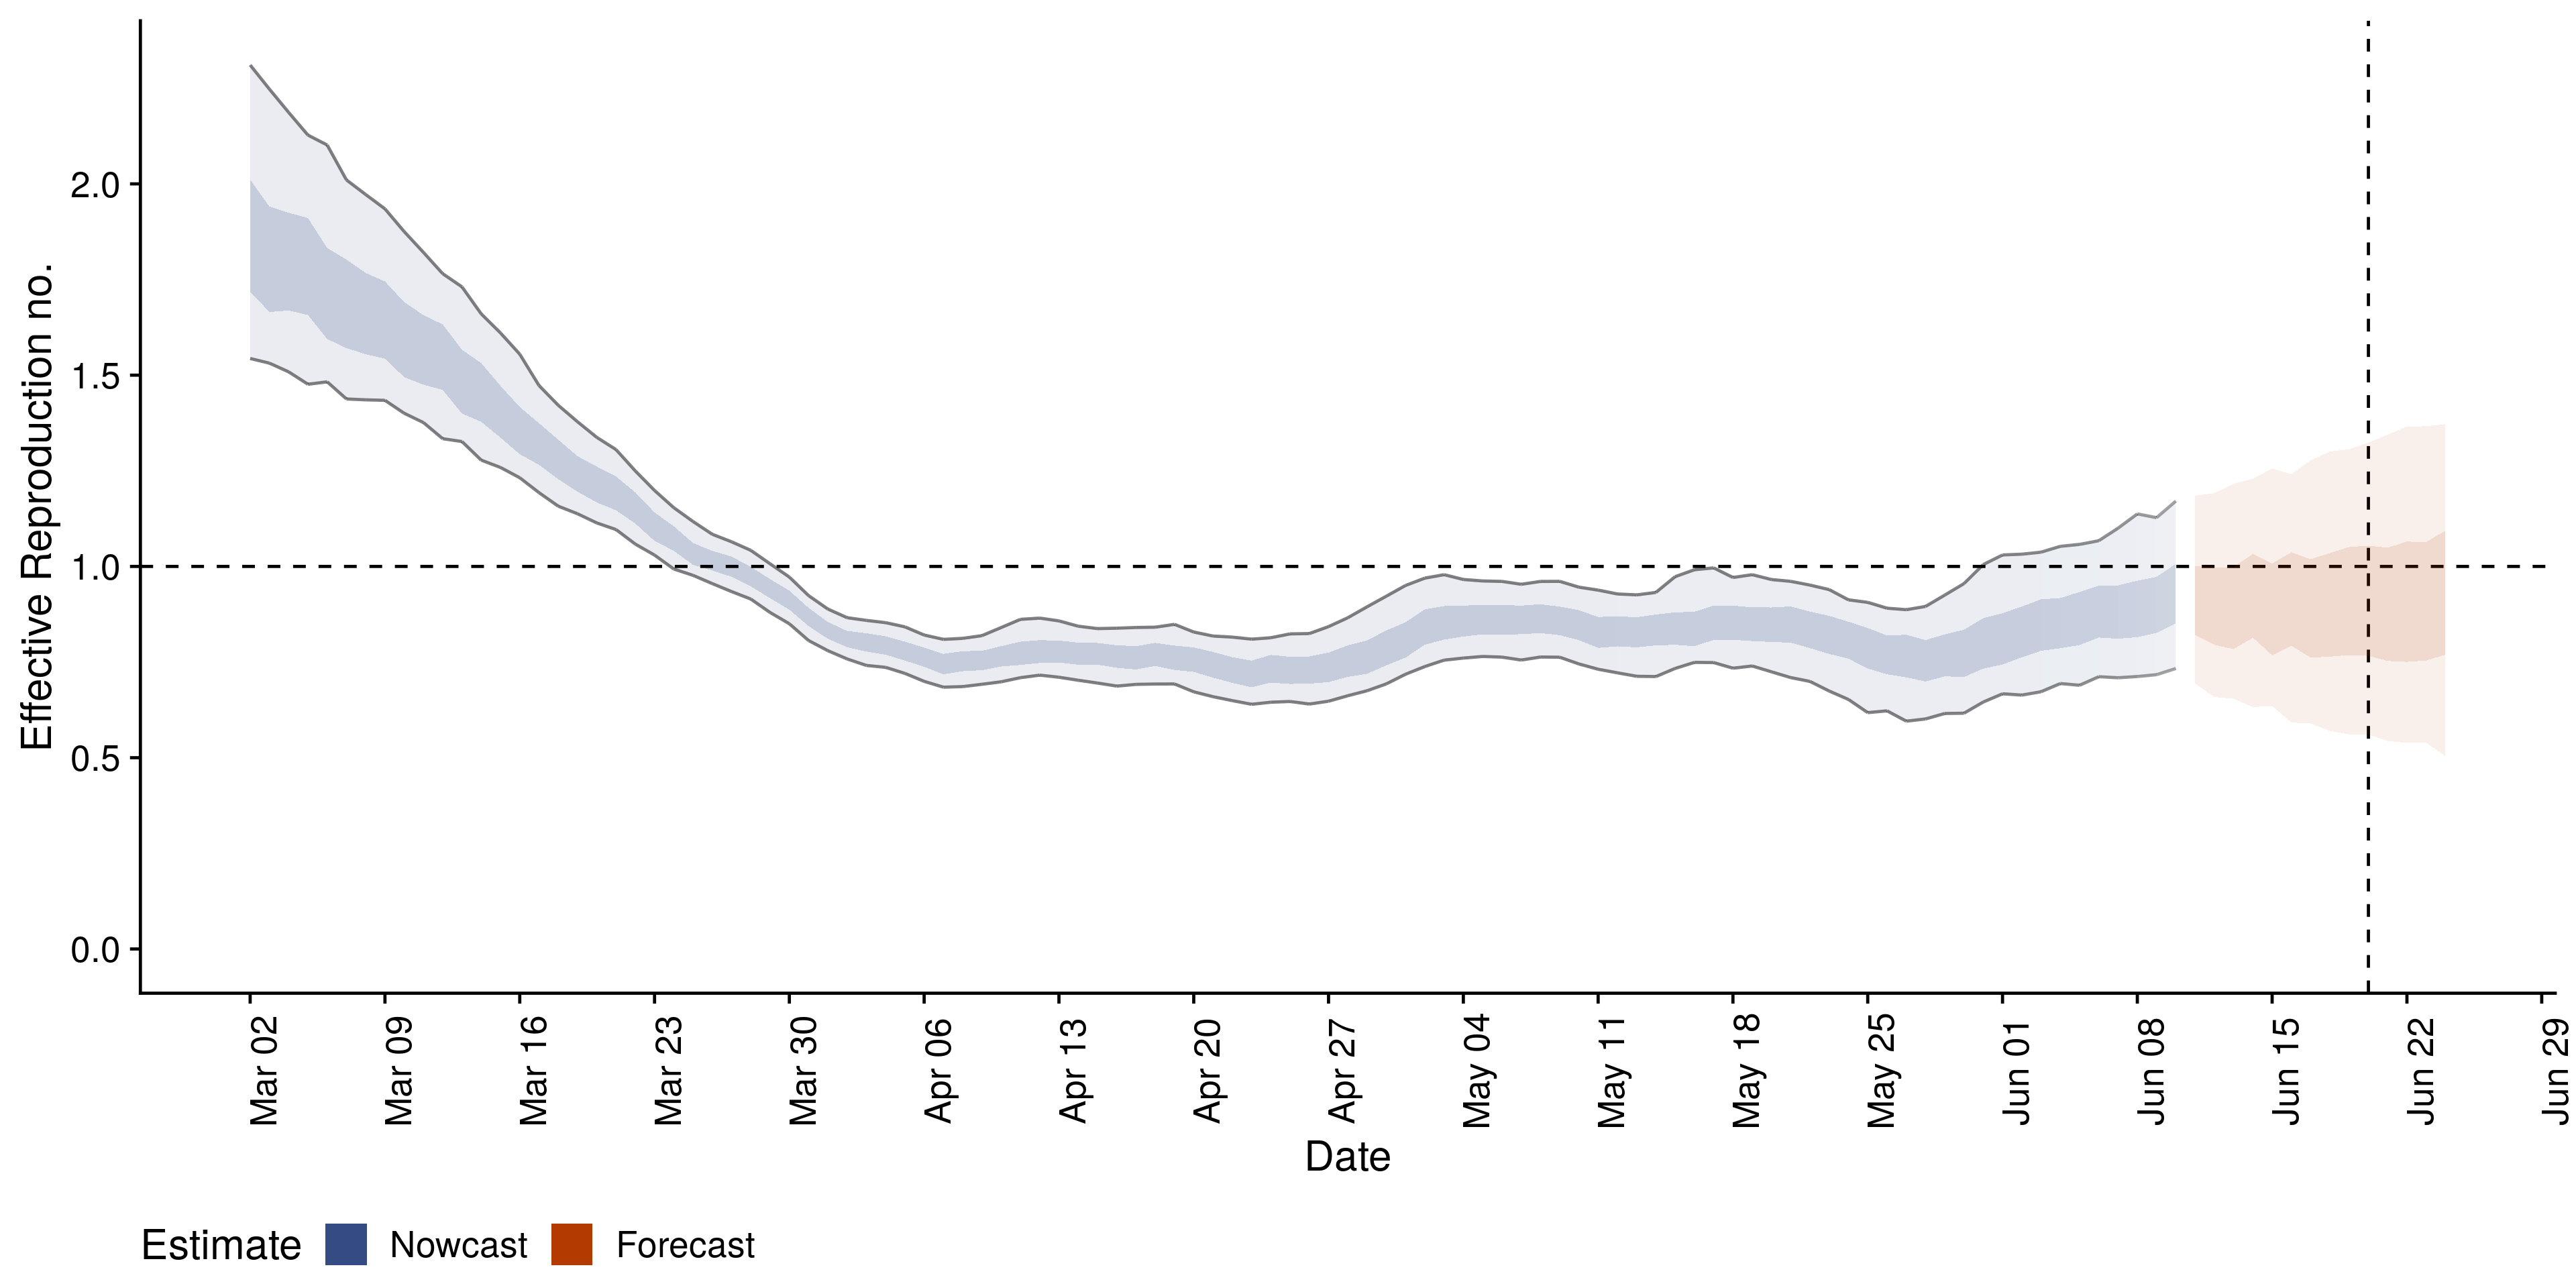 Effective Reproduction no.
2.0
1.5
1.0
0.5
0.0
Mar 02
Mar 09
Mar 16
Mar 23
Mar 30
Apr 06
Apr 13
Apr 20
Apr 27
May 04
May 11
May 18
May 25
Jun 01
Jun 08
Jun 15
Jun 22
Jun 29
Date
Estimate Nowcast Forecast